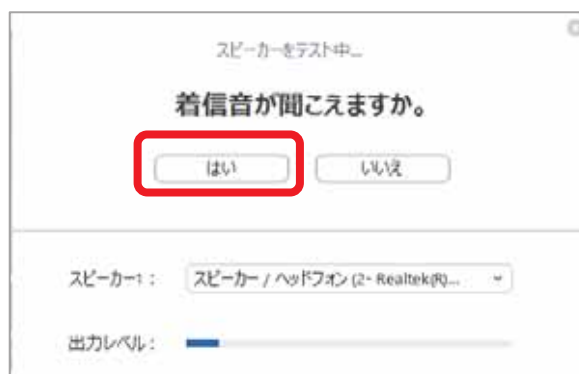 スピーカーをテスト中...
着信音が聞こえますか。
はい いいえ
スピーカー1： スピーカー / ヘッドフォン (2- Realtek(R)...
出力レベル：